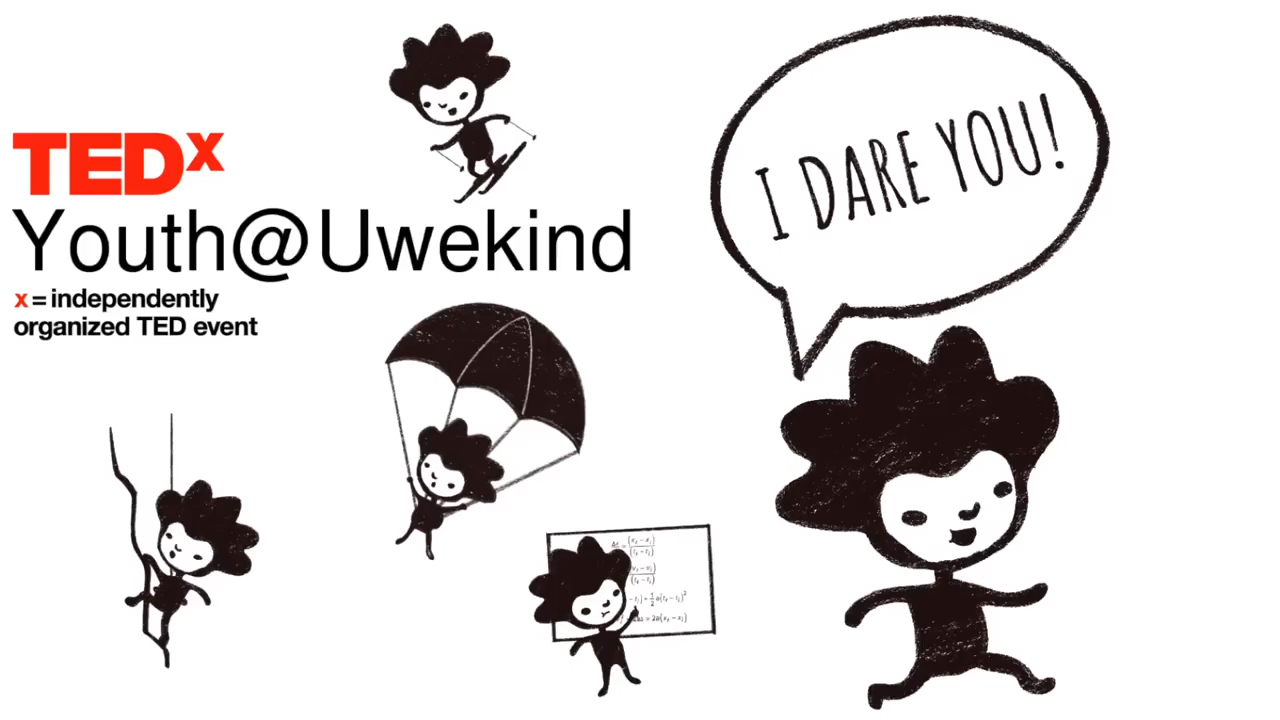 TEDx
Youth@Uwekind
x = independently
organized TED event
I DARE YOU!